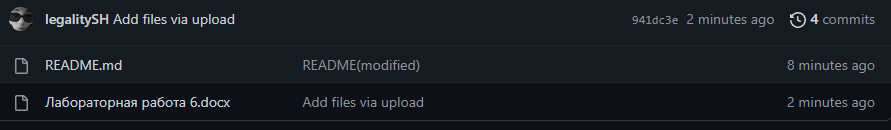 legalitySH Add files via upload 941dc3e 2 minutes ago 4 commits
README.md README(modified) 8 minutes ago
Лабораторная работа 6.docx Add files via upload 2 minutes ago